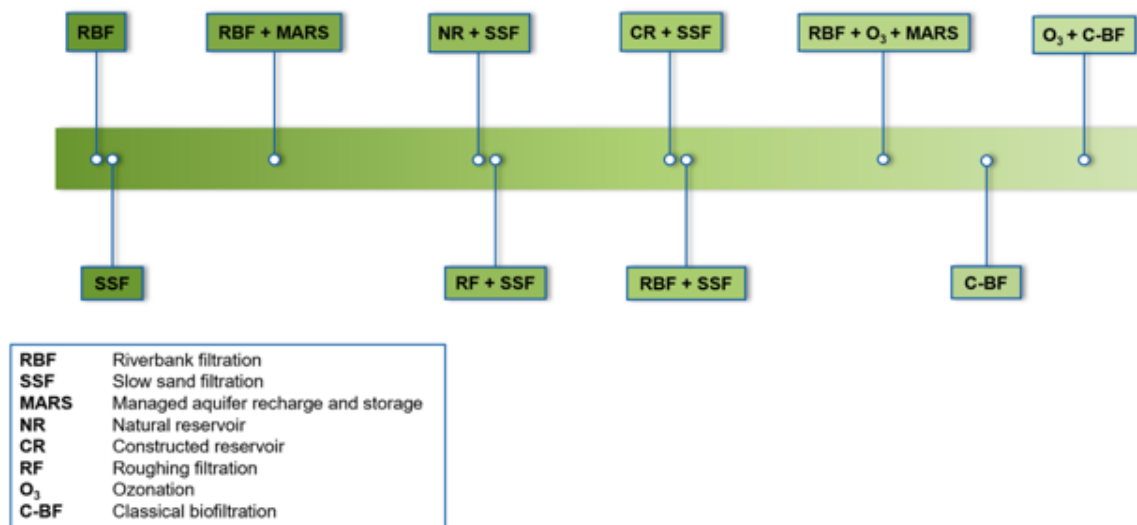 RBF
RBF + MARS
NR + SSF
CR + SSF
RBF + O₃ + MARS
O₃ + C-BF
SSF
RF + SSF
RBF + SSF
C-BF
RBF Riverbank filtration
SSF Slow sand filtration
MARS Managed aquifer recharge and storage
NR Natural reservoir
CR Constructed reservoir
RF Roughing filtration
O₃ Ozonation
C-BF Classical biofiltration